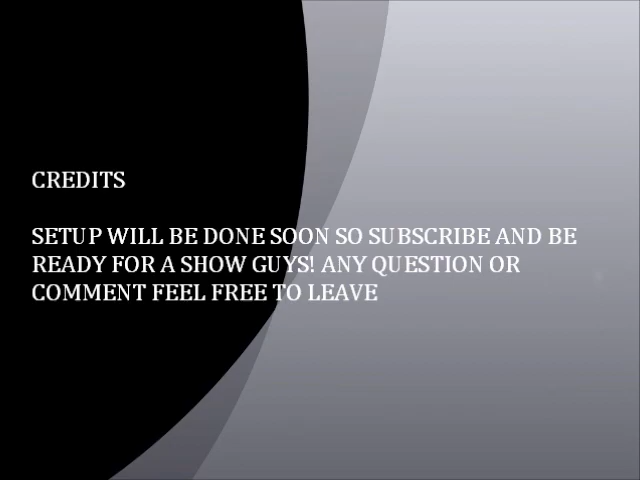 CREDITS
SETUP WILL BE DONE SOON SO SUBSCRIBE AND BE
READY FOR A SHOW GUYS! ANY QUESTION OR
COMMENT FEEL FREE TO LEAVE